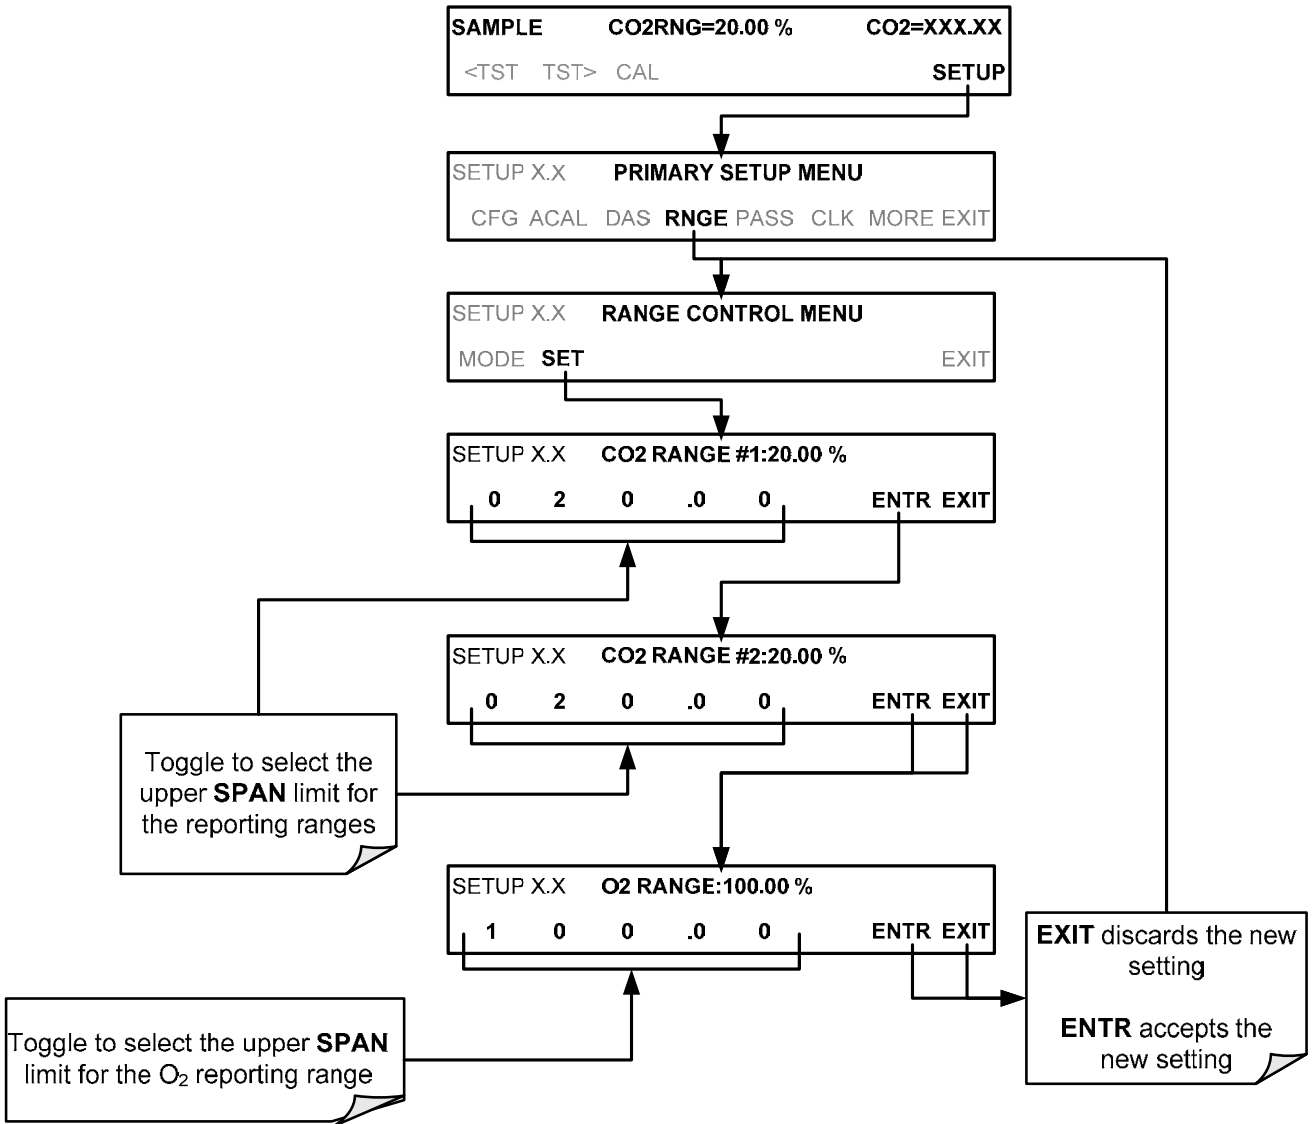 SAMPLE CO2RNG=20.00 % CO2=XXX.XX
<TST TST> CAL SETUP
SETUP X.X PRIMARY SETUP MENU
CFG ACAL DAS RNGE PASS CLK MORE EXIT
SETUP X.X RANGE CONTROL MENU
MODE SET EXIT
SETUP X.X CO2 RANGE #1:20.00 %
0 2 0 .0 0 ENTR EXIT
SETUP X.X CO2 RANGE #2:20.00 %
0 2 0 .0 0 ENTR EXIT
Toggle to select the
upper SPAN limit for
the reporting ranges
SETUP X.X O2 RANGE:100.00 %
1 0 0 .0 0 ENTR EXIT
EXIT discards the new
setting
ENTR accepts the
new setting
Toggle to select the upper SPAN
limit for the O₂ reporting range